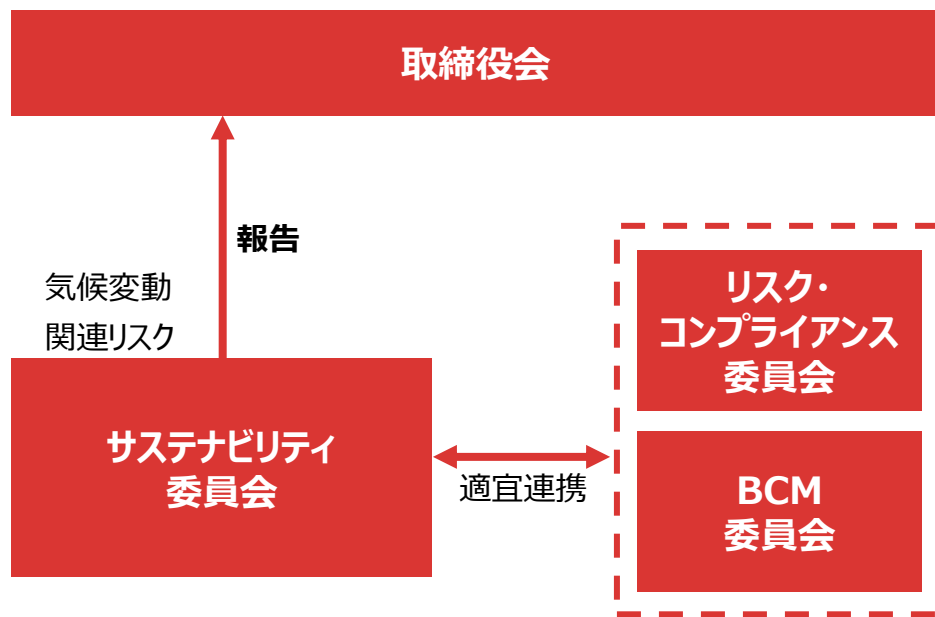 取締役会
報告
気候変動
関連リスク
サステナビリティ
委員会
適宜連携
リスク・
コンプライアンス
委員会
BCM
委員会